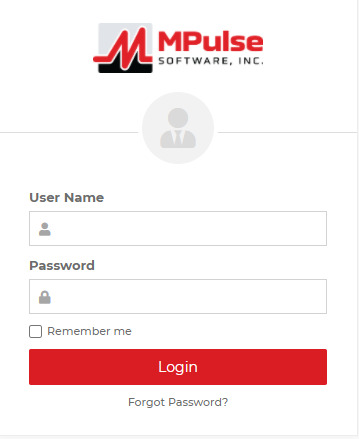 MPulse
SOFTWARE, INC.
User Name
Password
Remember me
Login
Forgot Password?